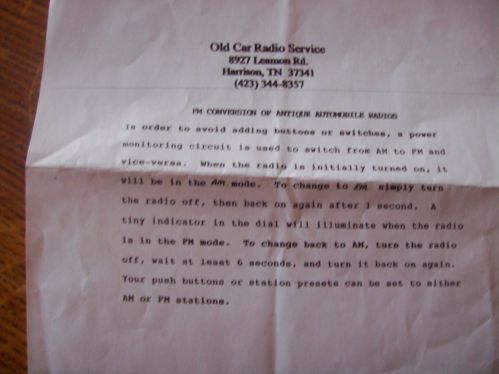 Old Car Radio Service
8927 Leamon Rd.
Harrison, TN 37341
(423) 344-8357
FM CONVERSION OF ANTIQUE AUTOMOBILE RADIOS
In order to avoid adding buttons or switches, a power
monitoring circuit is used to switch from AM to FM and
vice-versa. When the radio is initially turned on, it
will be in the AM mode. To change to FM simply turn
the radio off, then back on again after 1 second. A
tiny indicator in the dial will illuminate when the radio
is in the FM mode. To change back to AM, turn the radio
off, wait at least 6 seconds, and turn it back on again.
Your push buttons or station presets can be set to either
AM or FM stations.